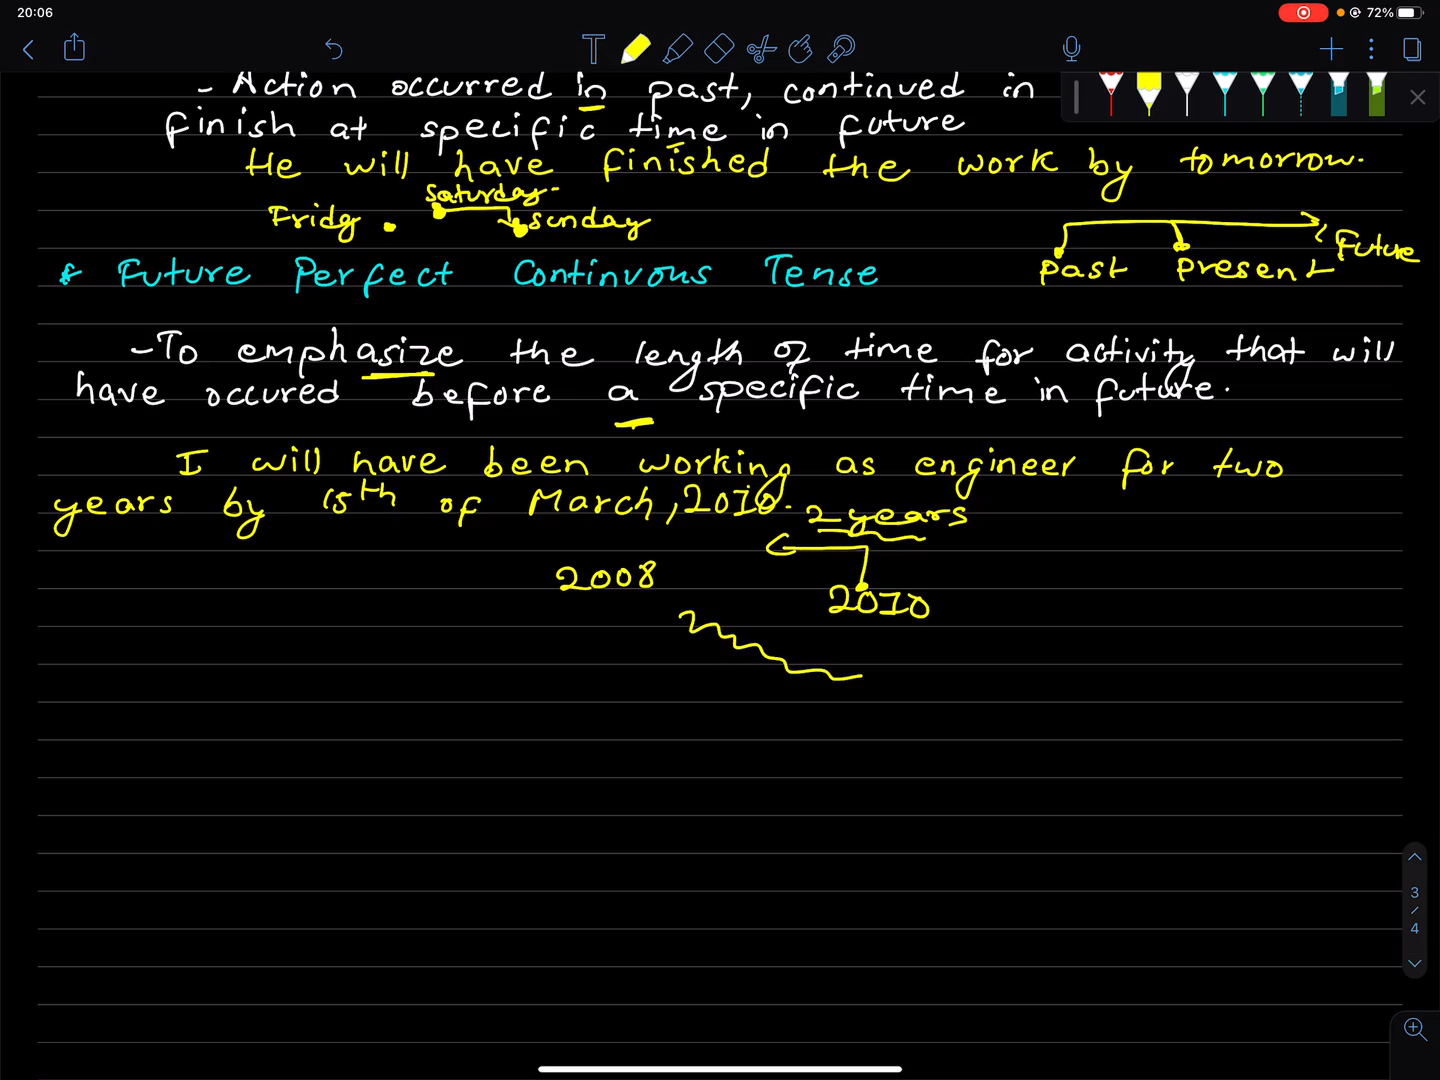 20:06
72%
- Action occurred in past, continued in
finish at specific time in future
He will have finished the work by tomorrow.
Saturday.
Friday . sunday
Past Present Future
* Future Perfect Continuous Tense
- To emphasize the length of time for activity that will
have occured before a specific time in future.
I will have been working as engineer for two
years by 15th of March, 2010.
2 years
2008
2010
3
/
4